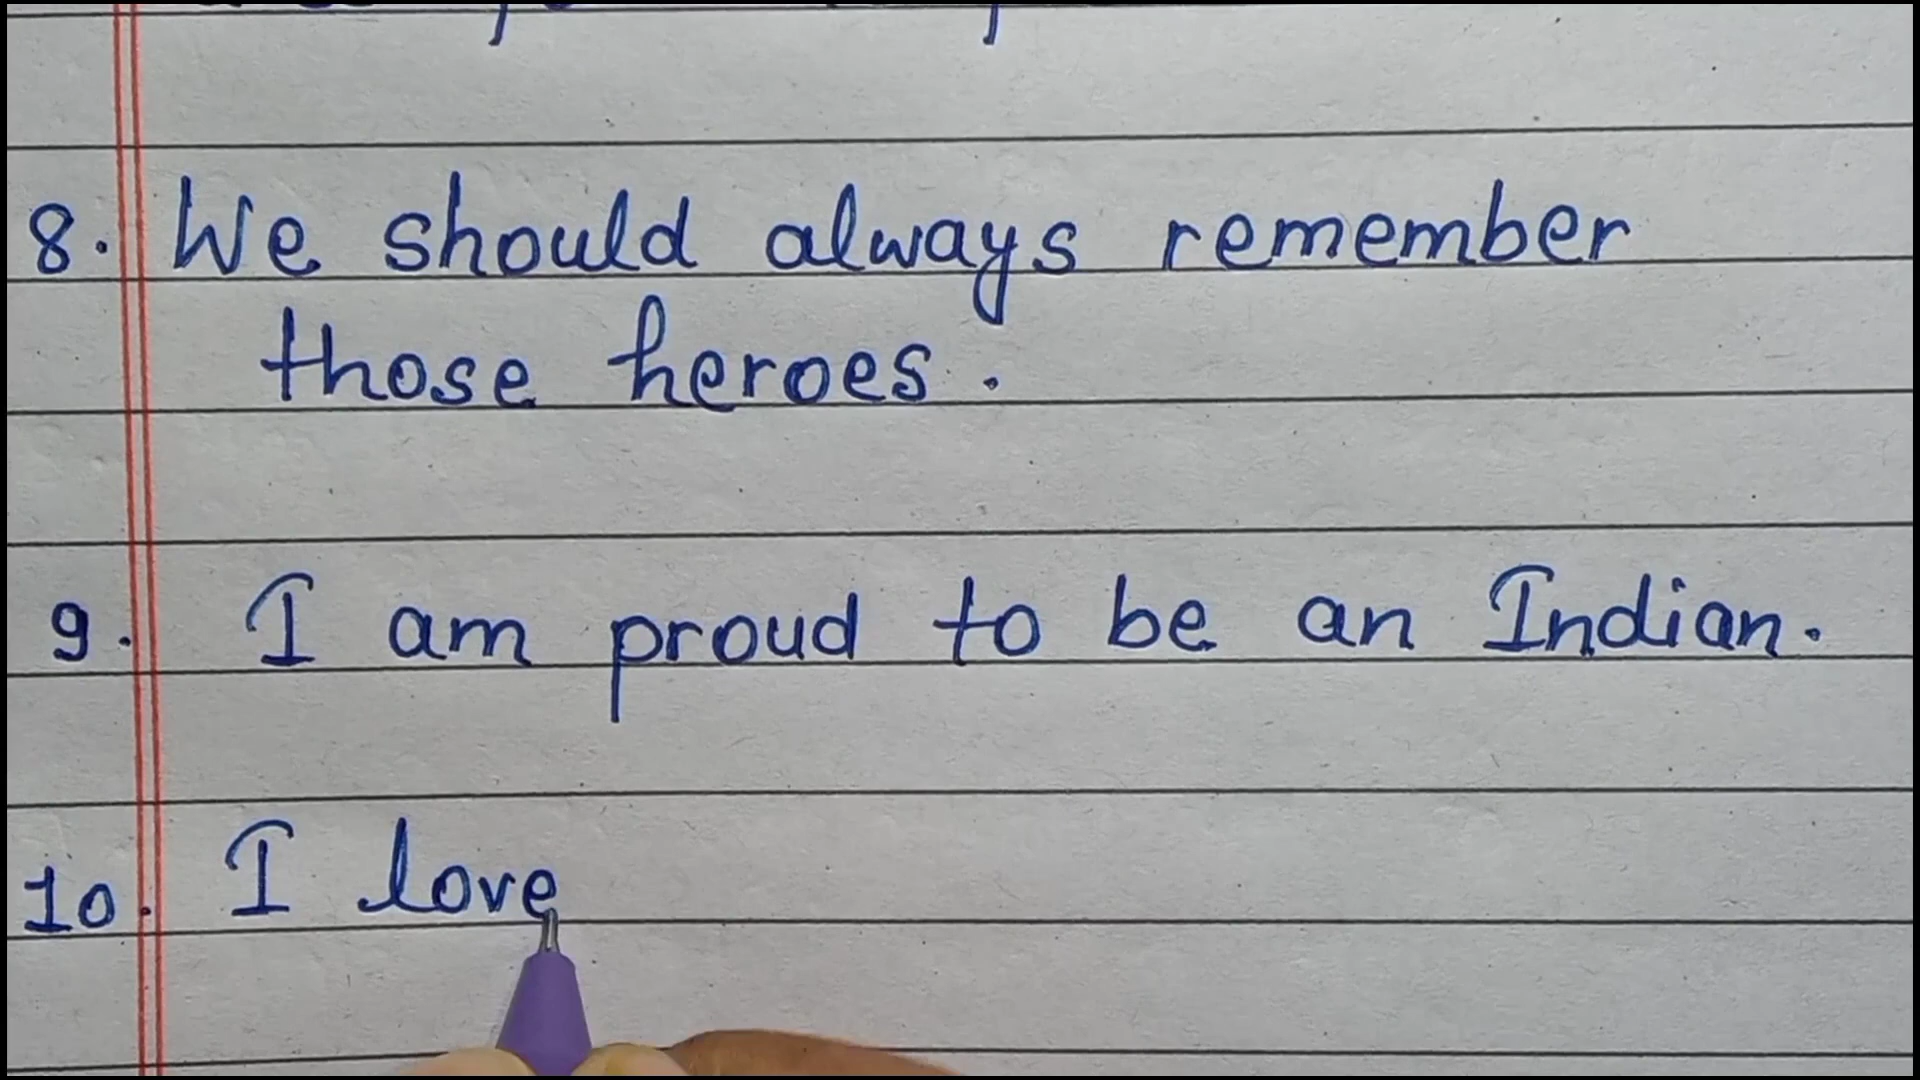 8. We should always remember
those heroes.
9. I am proud to be an Indian.
10. I love